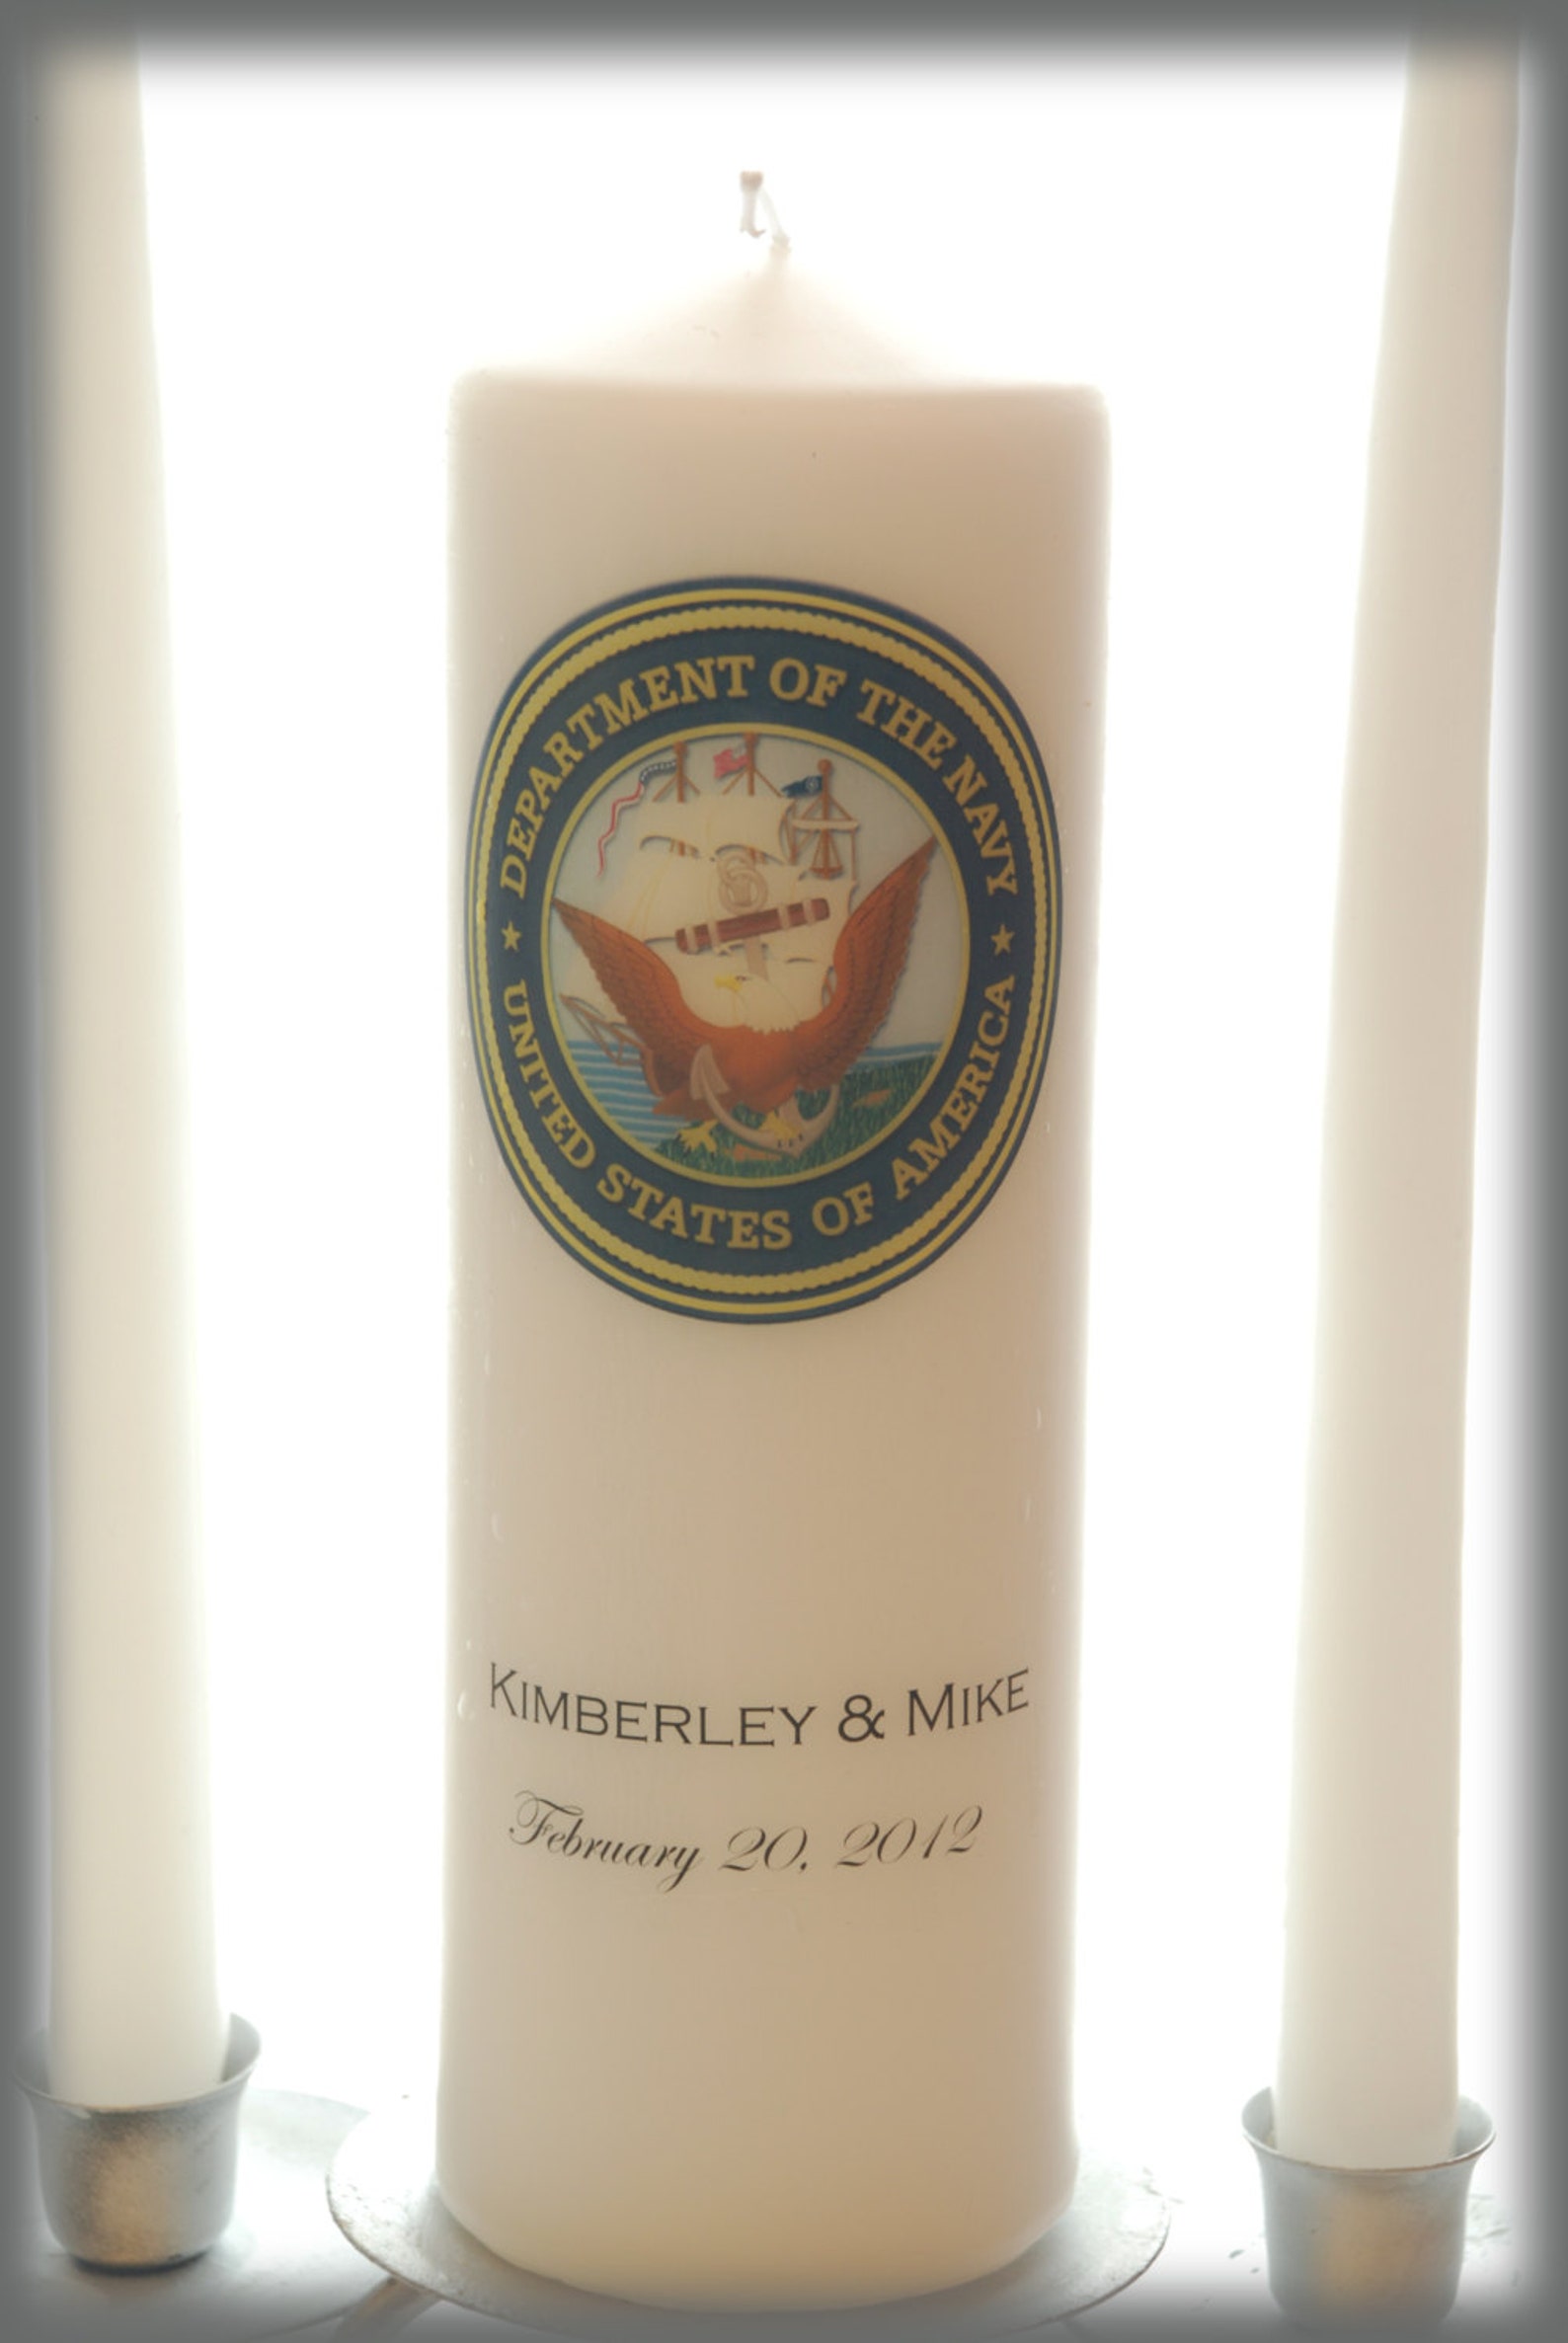 DEPARTMENT OF THE NAVY
★ ★
UNITED STATES OF AMERICA
KIMBERLEY & MIKE
February 20, 2012